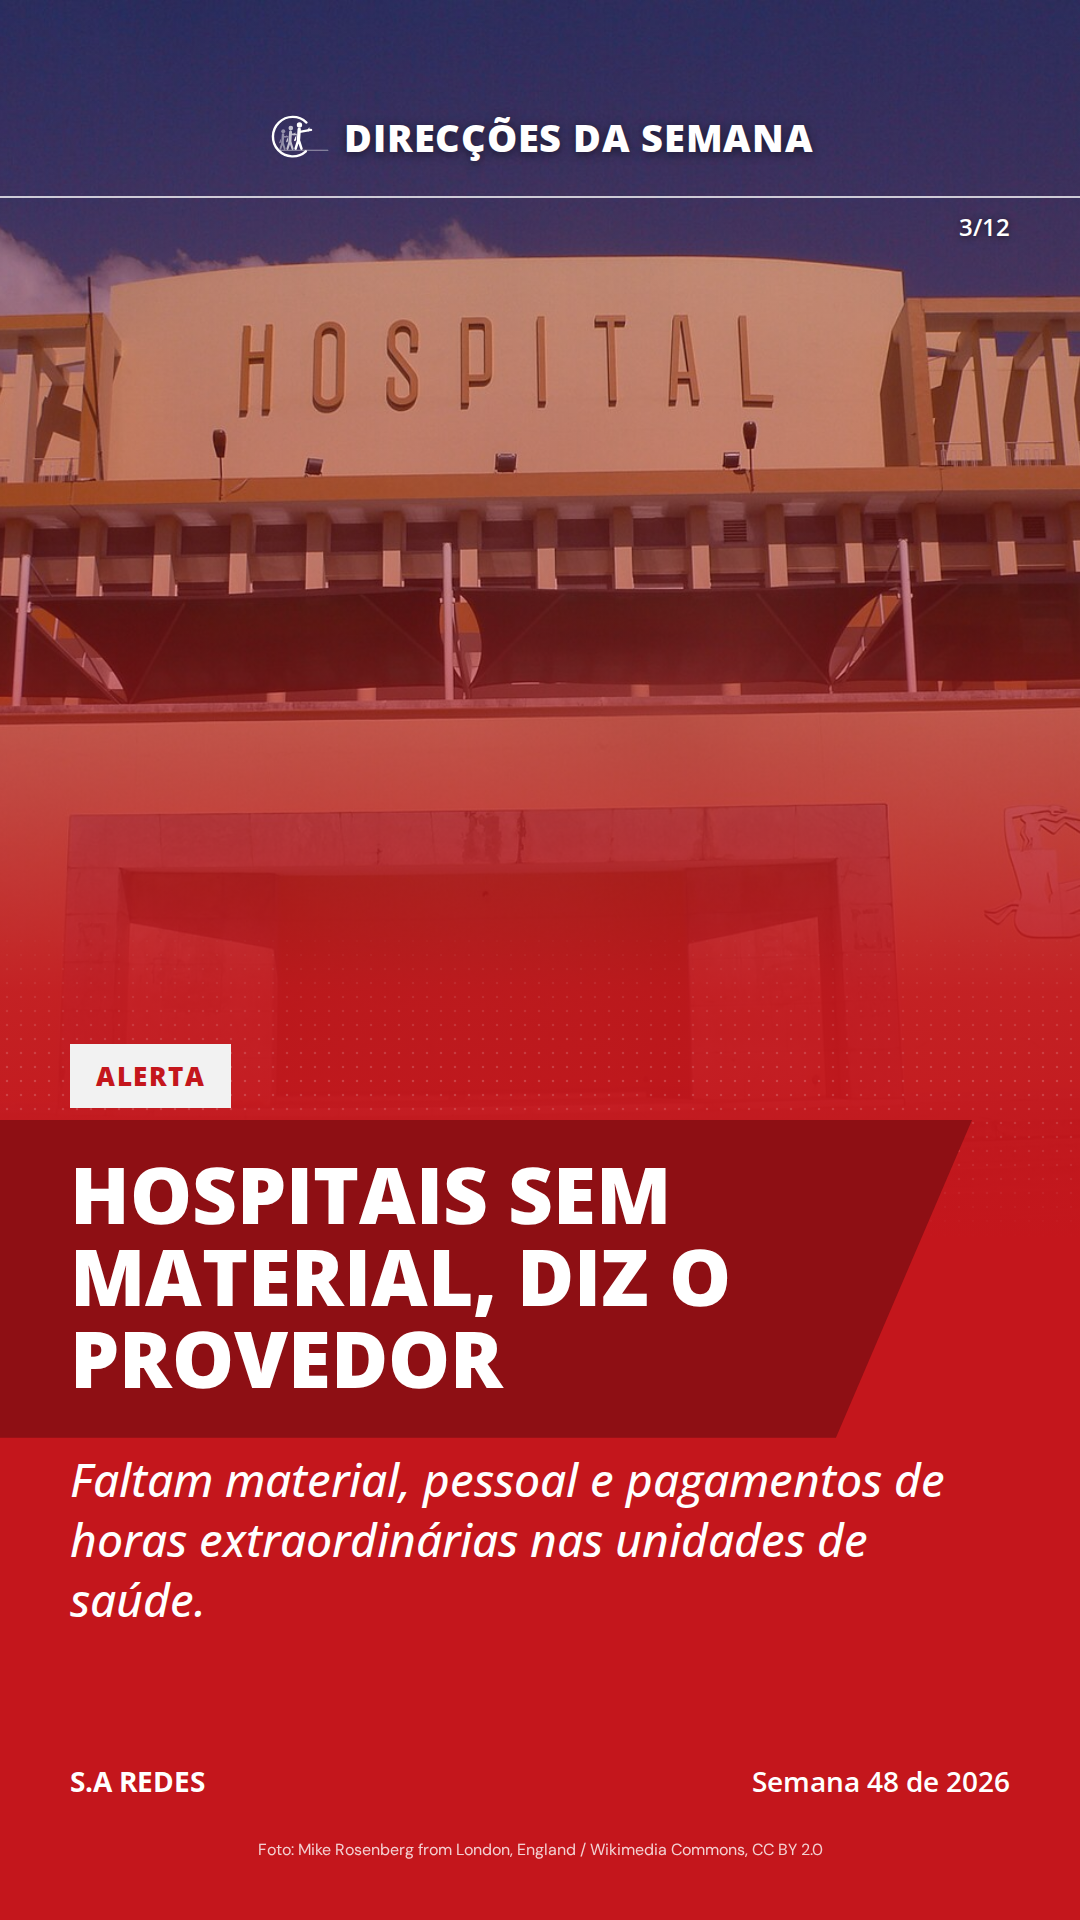 DIRECÇÕES DA SEMANA
3/12
HOSPITAL
ALERTA
HOSPITAIS SEM
MATERIAL, DIZ O
PROVEDOR
Faltam material, pessoal e pagamentos de
horas extraordinárias nas unidades de
saúde.
S.A REDES
Semana 48 de 2026
Foto: Mike Rosenberg from London, England / Wikimedia Commons, CC BY 2.0